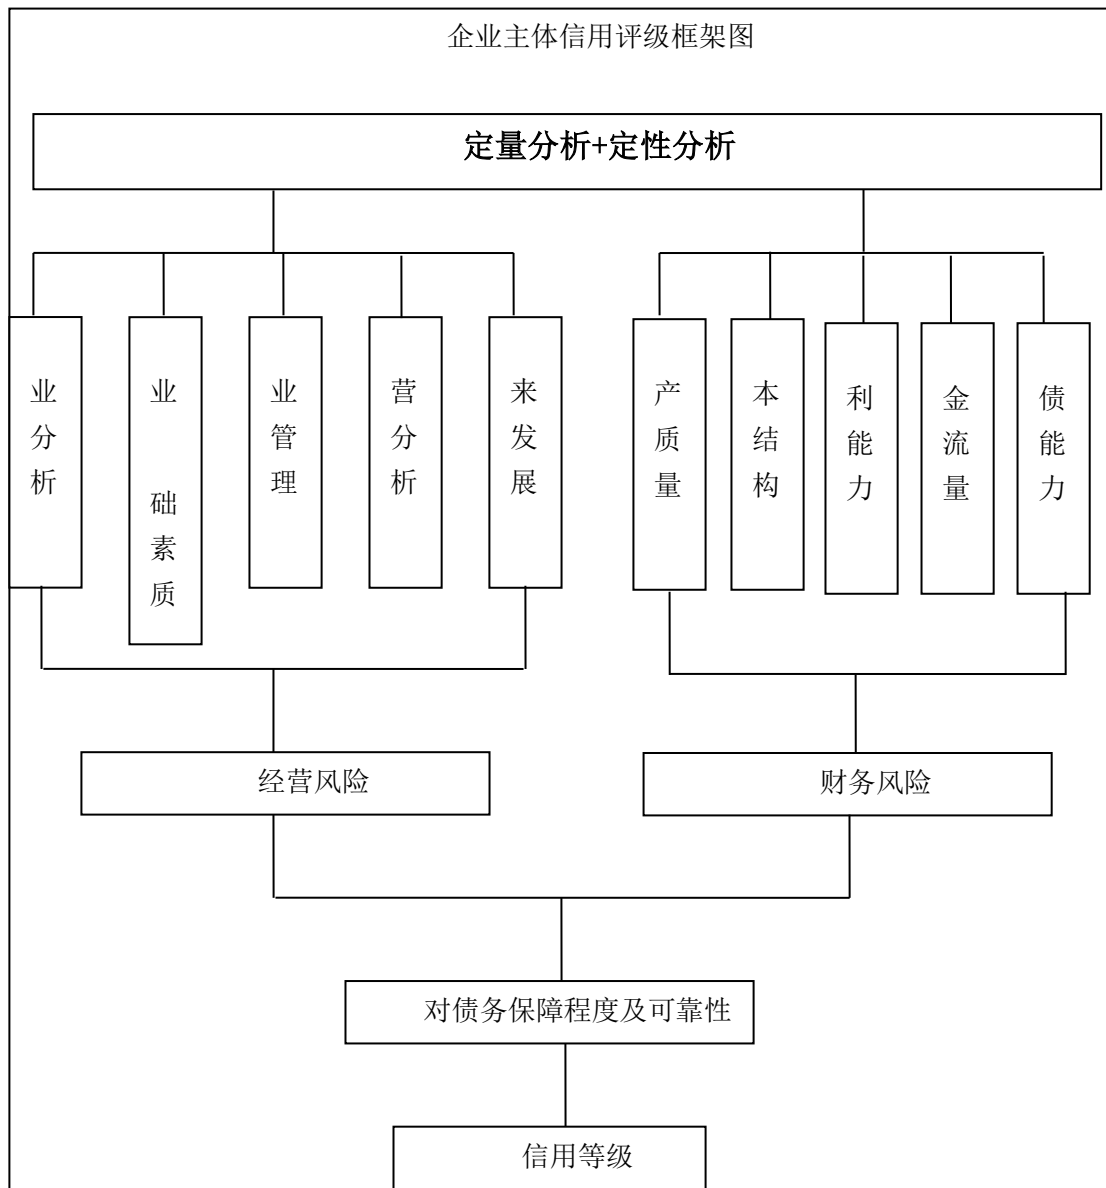 企业主体信用评级框架图
定量分析+定性分析
业分析
业 础素质
业管理
营分析
来发展
产质量
本结构
利能力
金流量
债能力
经营风险
财务风险
对债务保障程度及可靠性
信用等级